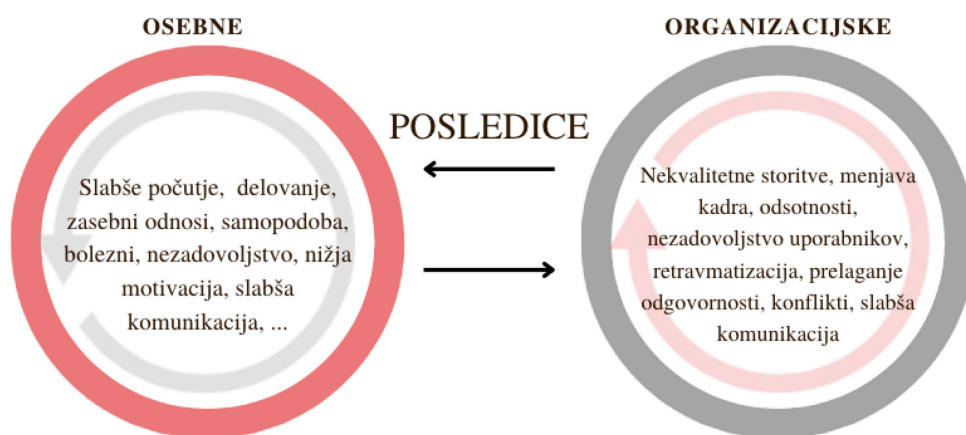 OSEBNE
Slabše počutje, delovanje,
zasebni odnosi, samopodoba,
bolezni, nezadovoljstvo, nižja
motivacija, slabša
komunikacija, ...
POSLEDICE
ORGANIZACIJSKE
Nekvalitetne storitve, menjava
kadra, odsotnosti,
nezadovoljstvo uporabnikov,
retravmatizacija, prelaganje
odgovornosti, konflikti, slabša
komunikacija